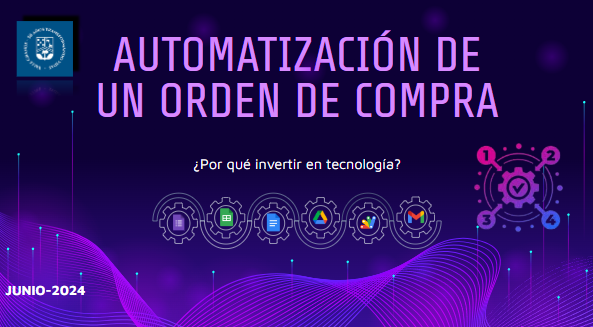 AUTOMATIZACIÓN DE
UN ORDEN DE COMPRA
¿Por qué invertir en tecnología?
1
2
3
4
JUNIO-2024